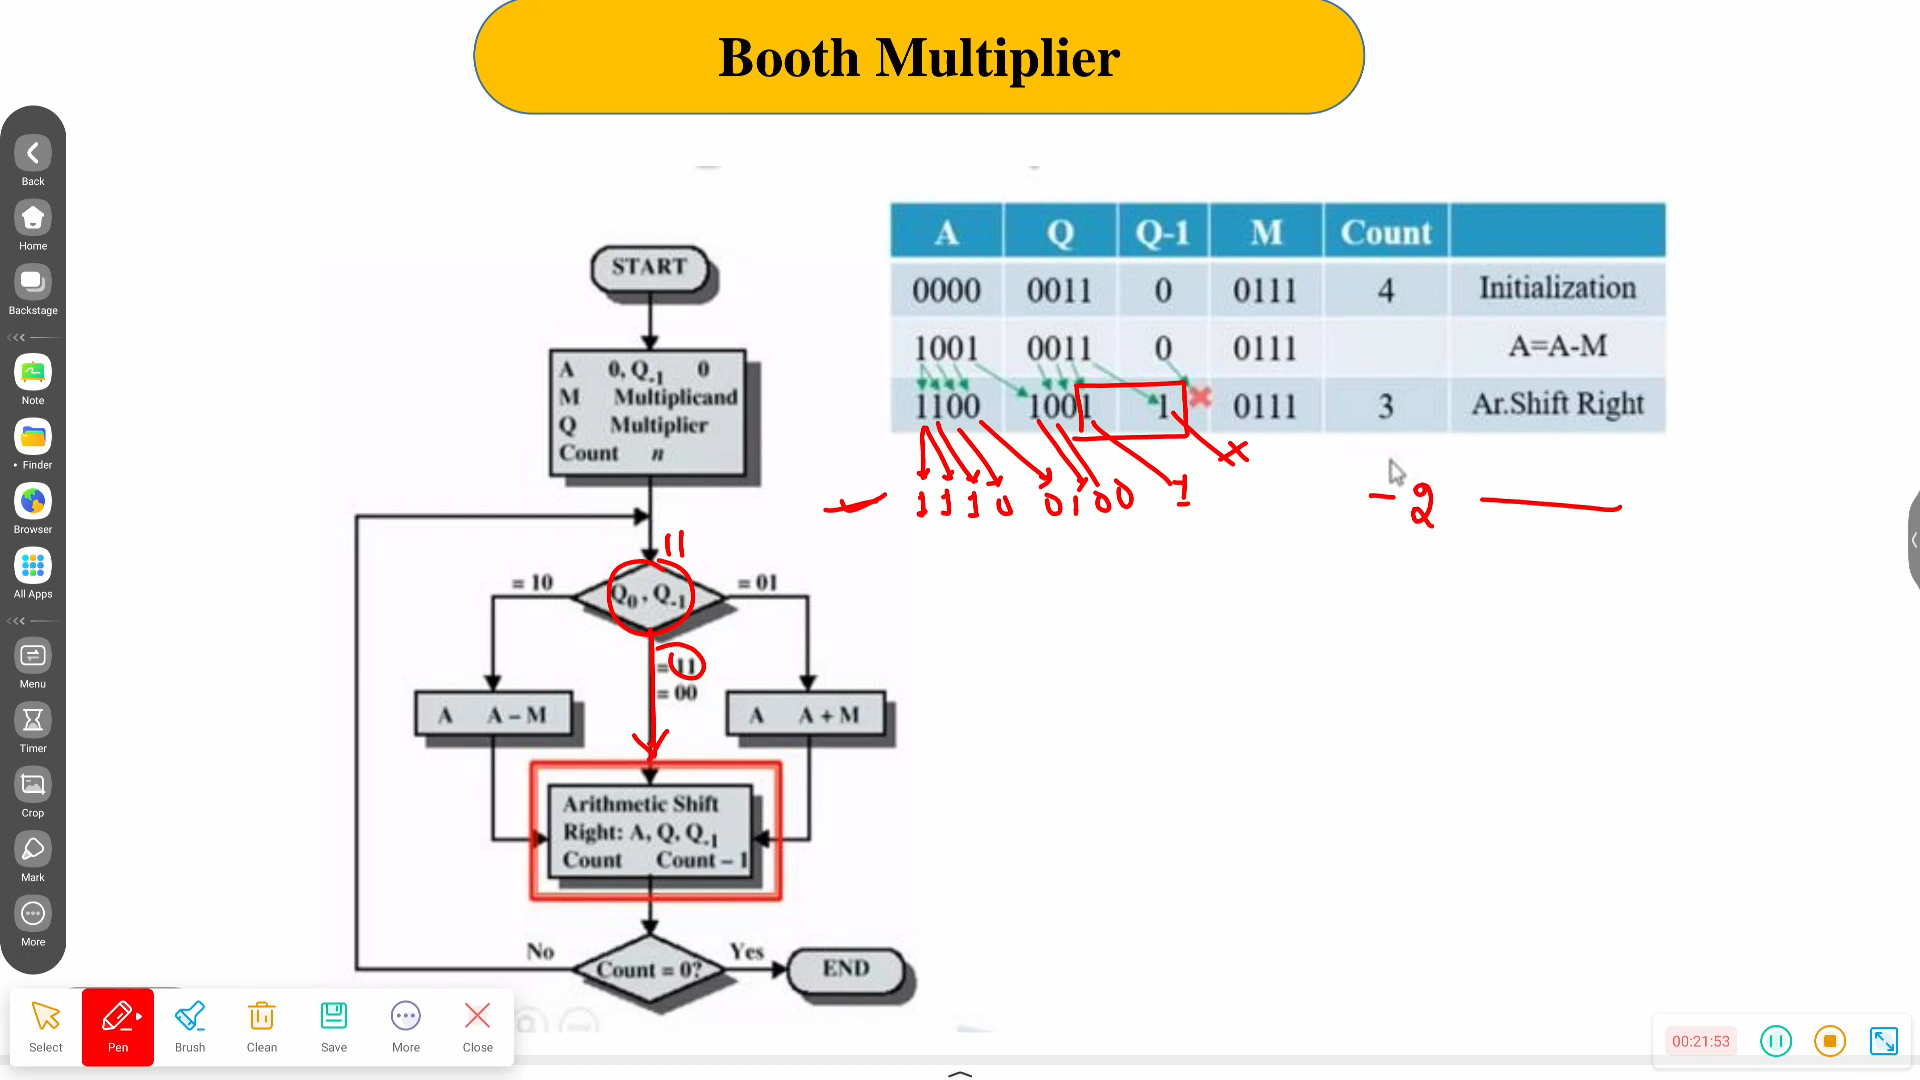 Booth Multiplier
Back
Home
Backstage
Note
• Finder
Browser
All Apps
Menu
Timer
Crop
Mark
More
START
A 0, Q-1 0
M Multiplicand
Q Multiplier
Count n
11
= 10
Q0, Q-1
= 01
= 11
= 00
A A – M
A A + M
Arithmetic Shift
Right: A, Q, Q-1
Count Count – 1
No
Count = 0?
Yes
END
A Q Q-1 M Count
0000 0011 0 0111 4 Initialization
1001 0011 0 0111 A=A-M
1100 1001 1 0111 3 Ar.Shift Right
1110 0100 1 – 2
Select
Pen
Brush
Clean
Save
More
Close
00:21:53